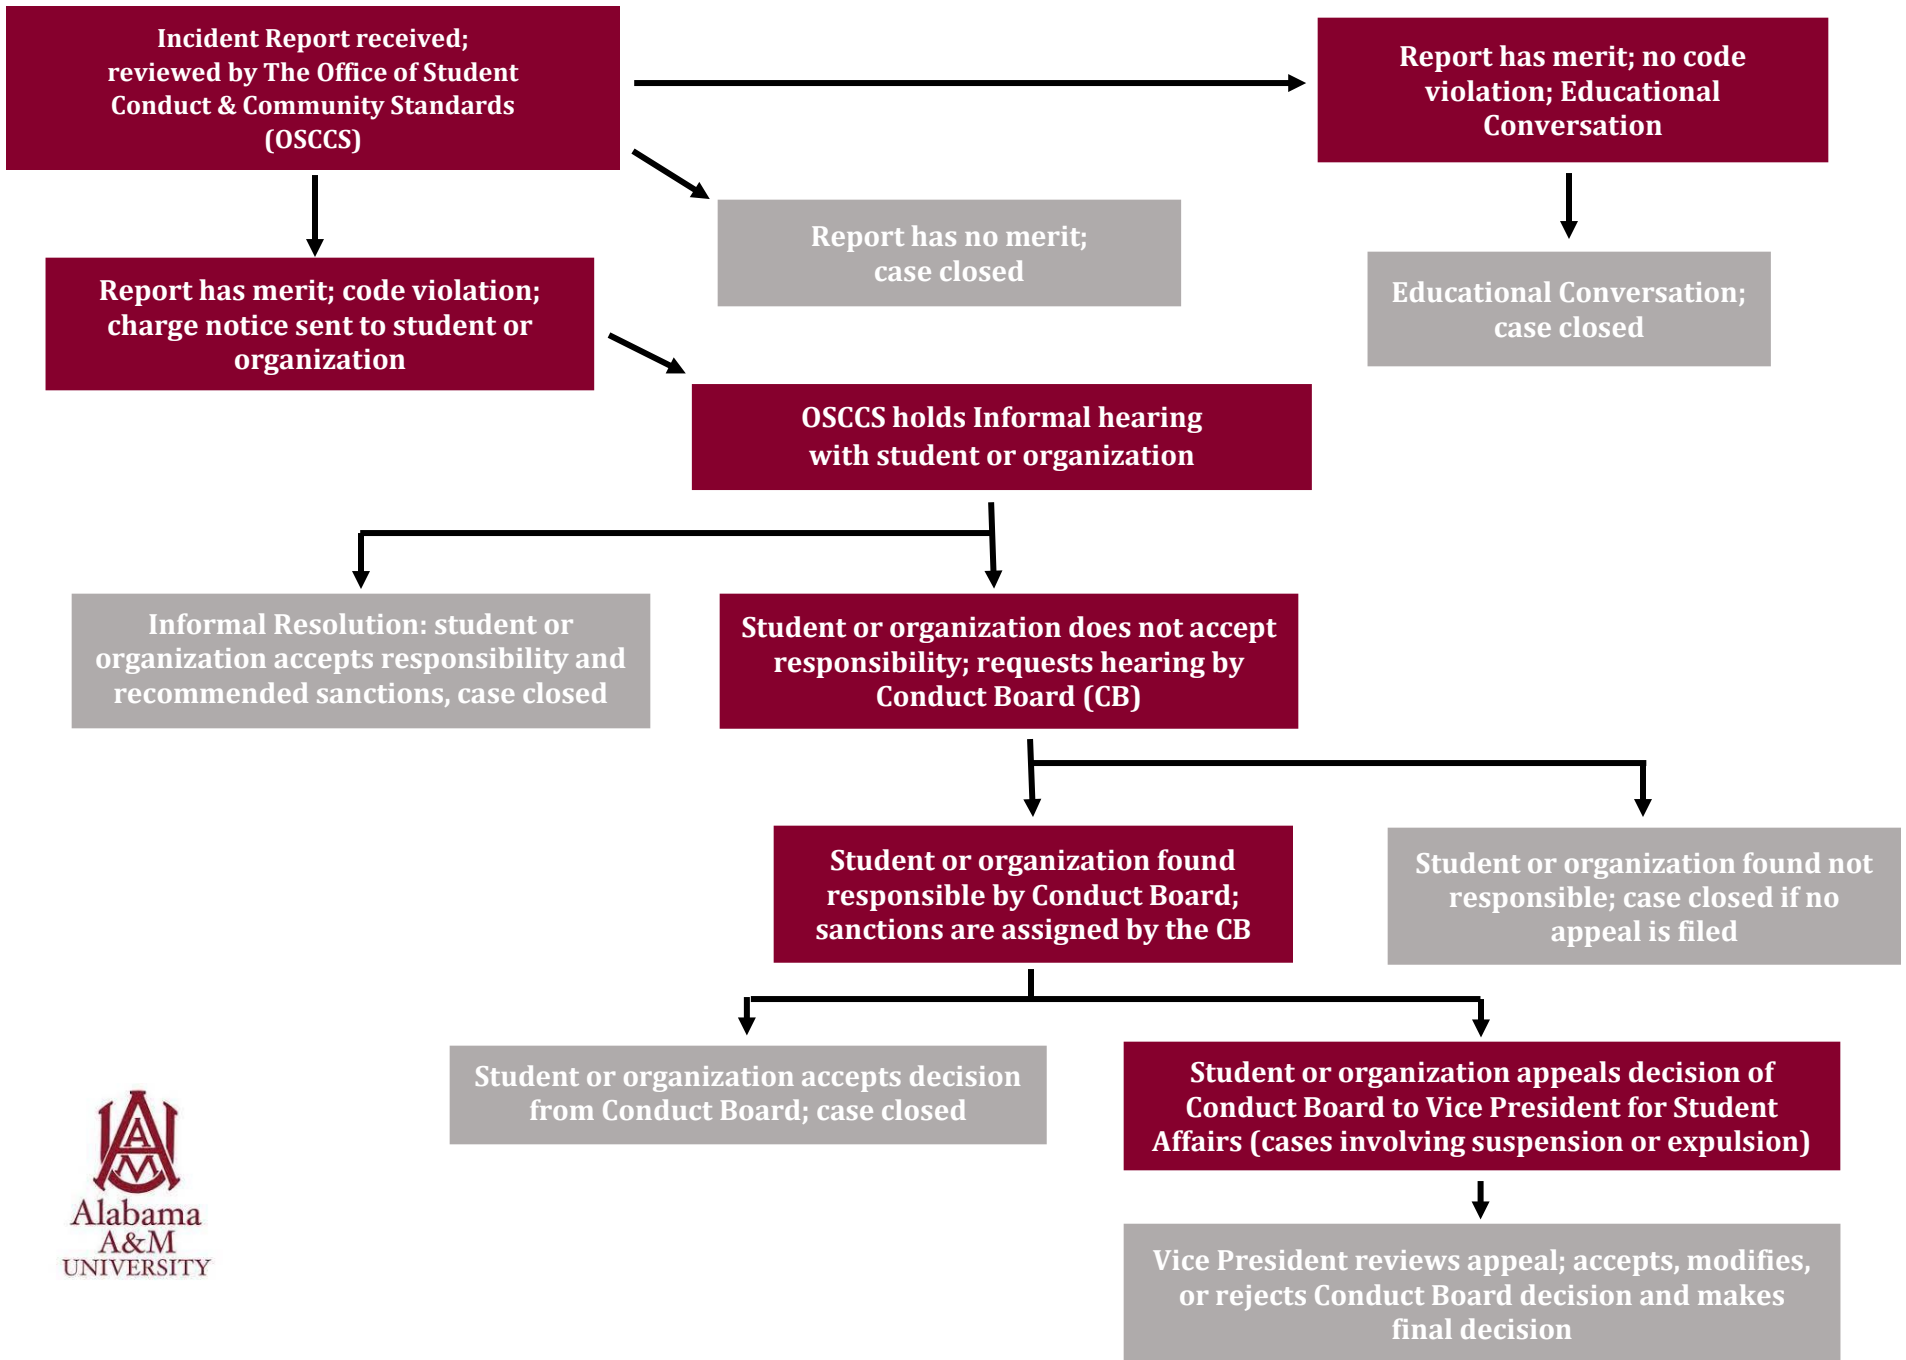 Incident Report received;
reviewed by The Office of Student
Conduct & Community Standards
(OSCCS)
Report has merit; no code
violation; Educational
Conversation
Report has no merit;
case closed
Educational Conversation;
case closed
Report has merit; code violation;
charge notice sent to student or
organization
OSCCS holds Informal hearing
with student or organization
Informal Resolution: student or
organization accepts responsibility and
recommended sanctions, case closed
Student or organization does not accept
responsibility; requests hearing by
Conduct Board (CB)
Student or organization found
responsible by Conduct Board;
sanctions are assigned by the CB
Student or organization found not
responsible; case closed if no
appeal is filed
Student or organization accepts decision
from Conduct Board; case closed
Student or organization appeals decision of
Conduct Board to Vice President for Student
Affairs (cases involving suspension or expulsion)
Vice President reviews appeal; accepts, modifies,
or rejects Conduct Board decision and makes
final decision
AAM
Alabama
A&M
UNIVERSITY